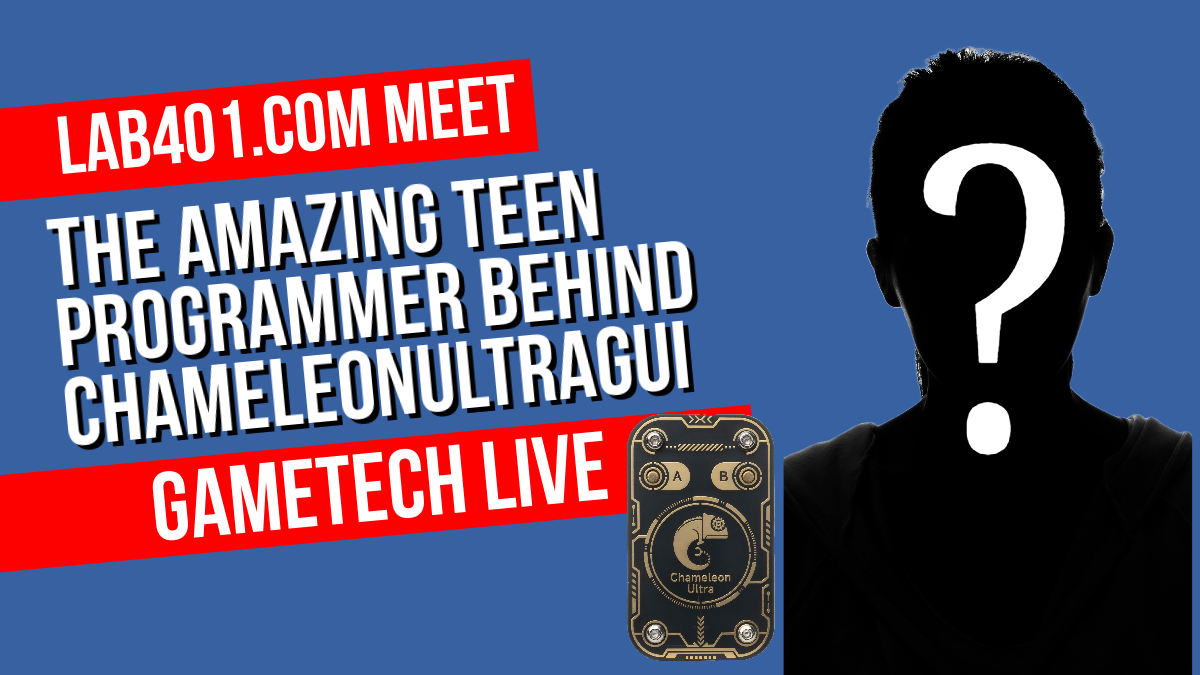 LAB401.COM MEET
THE AMAZING TEEN
PROGRAMMER BEHIND
CHAMELEONULTRAGUI
GAMETECH LIVE
A B
Chameleon
Ultra
?